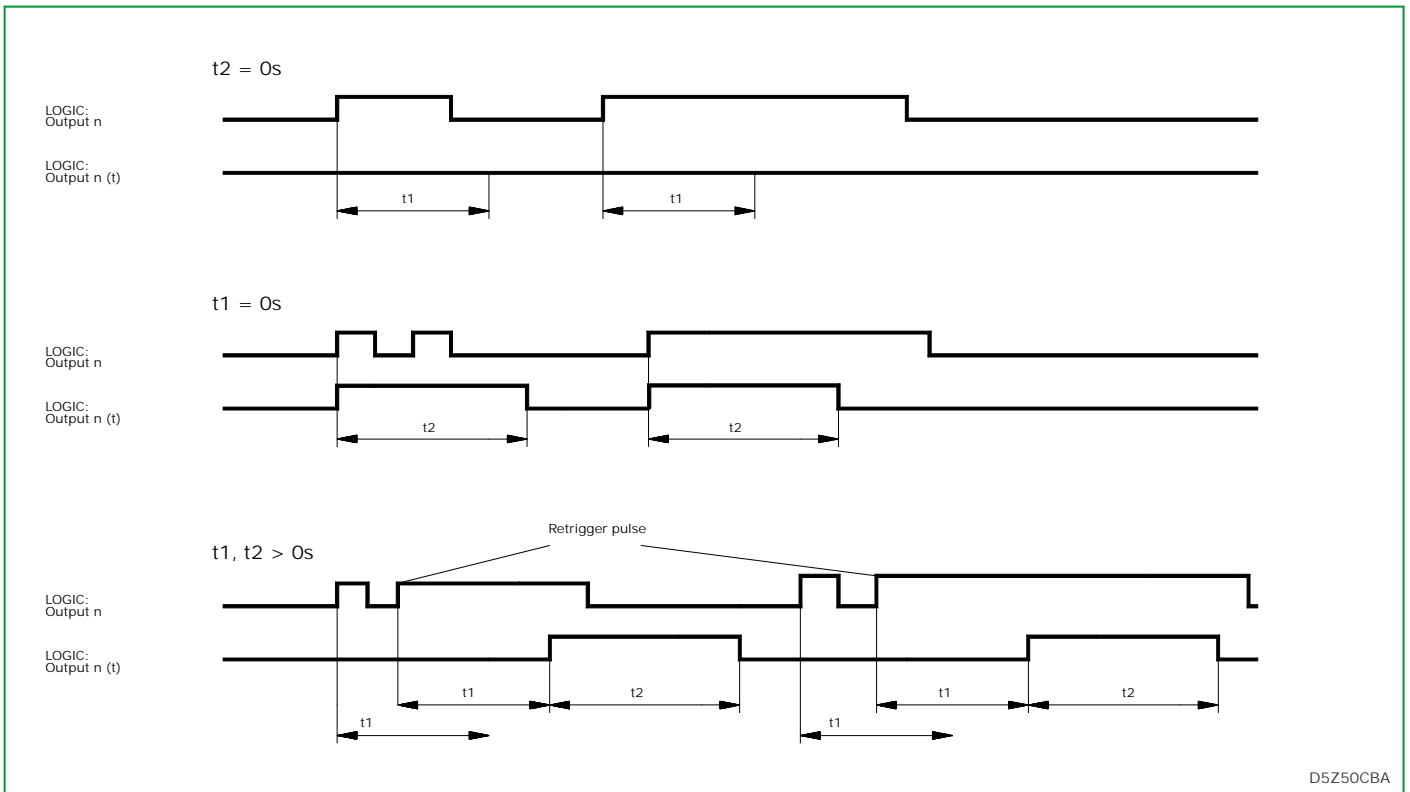 t2 = 0s
LOGIC:
Output n
LOGIC:
Output n (t)
t1
t1
t1 = 0s
LOGIC:
Output n
LOGIC:
Output n (t)
t2
t2
Retrigger pulse
t1, t2 > 0s
LOGIC:
Output n
LOGIC:
Output n (t)
t1
t2
t1
t2
t1
t1
D5Z50CBA